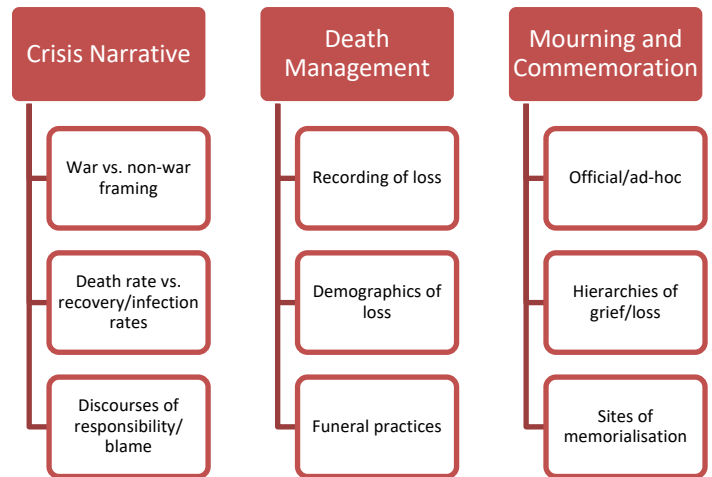 Crisis Narrative
War vs. non-war
framing
Death rate vs.
recovery/infection
rates
Discourses of
responsibility/
blame
Death
Management
Recording of loss
Demographics of
loss
Funeral practices
Mourning and
Commemoration
Official/ad-hoc
Hierarchies of
grief/loss
Sites of
memorialisation